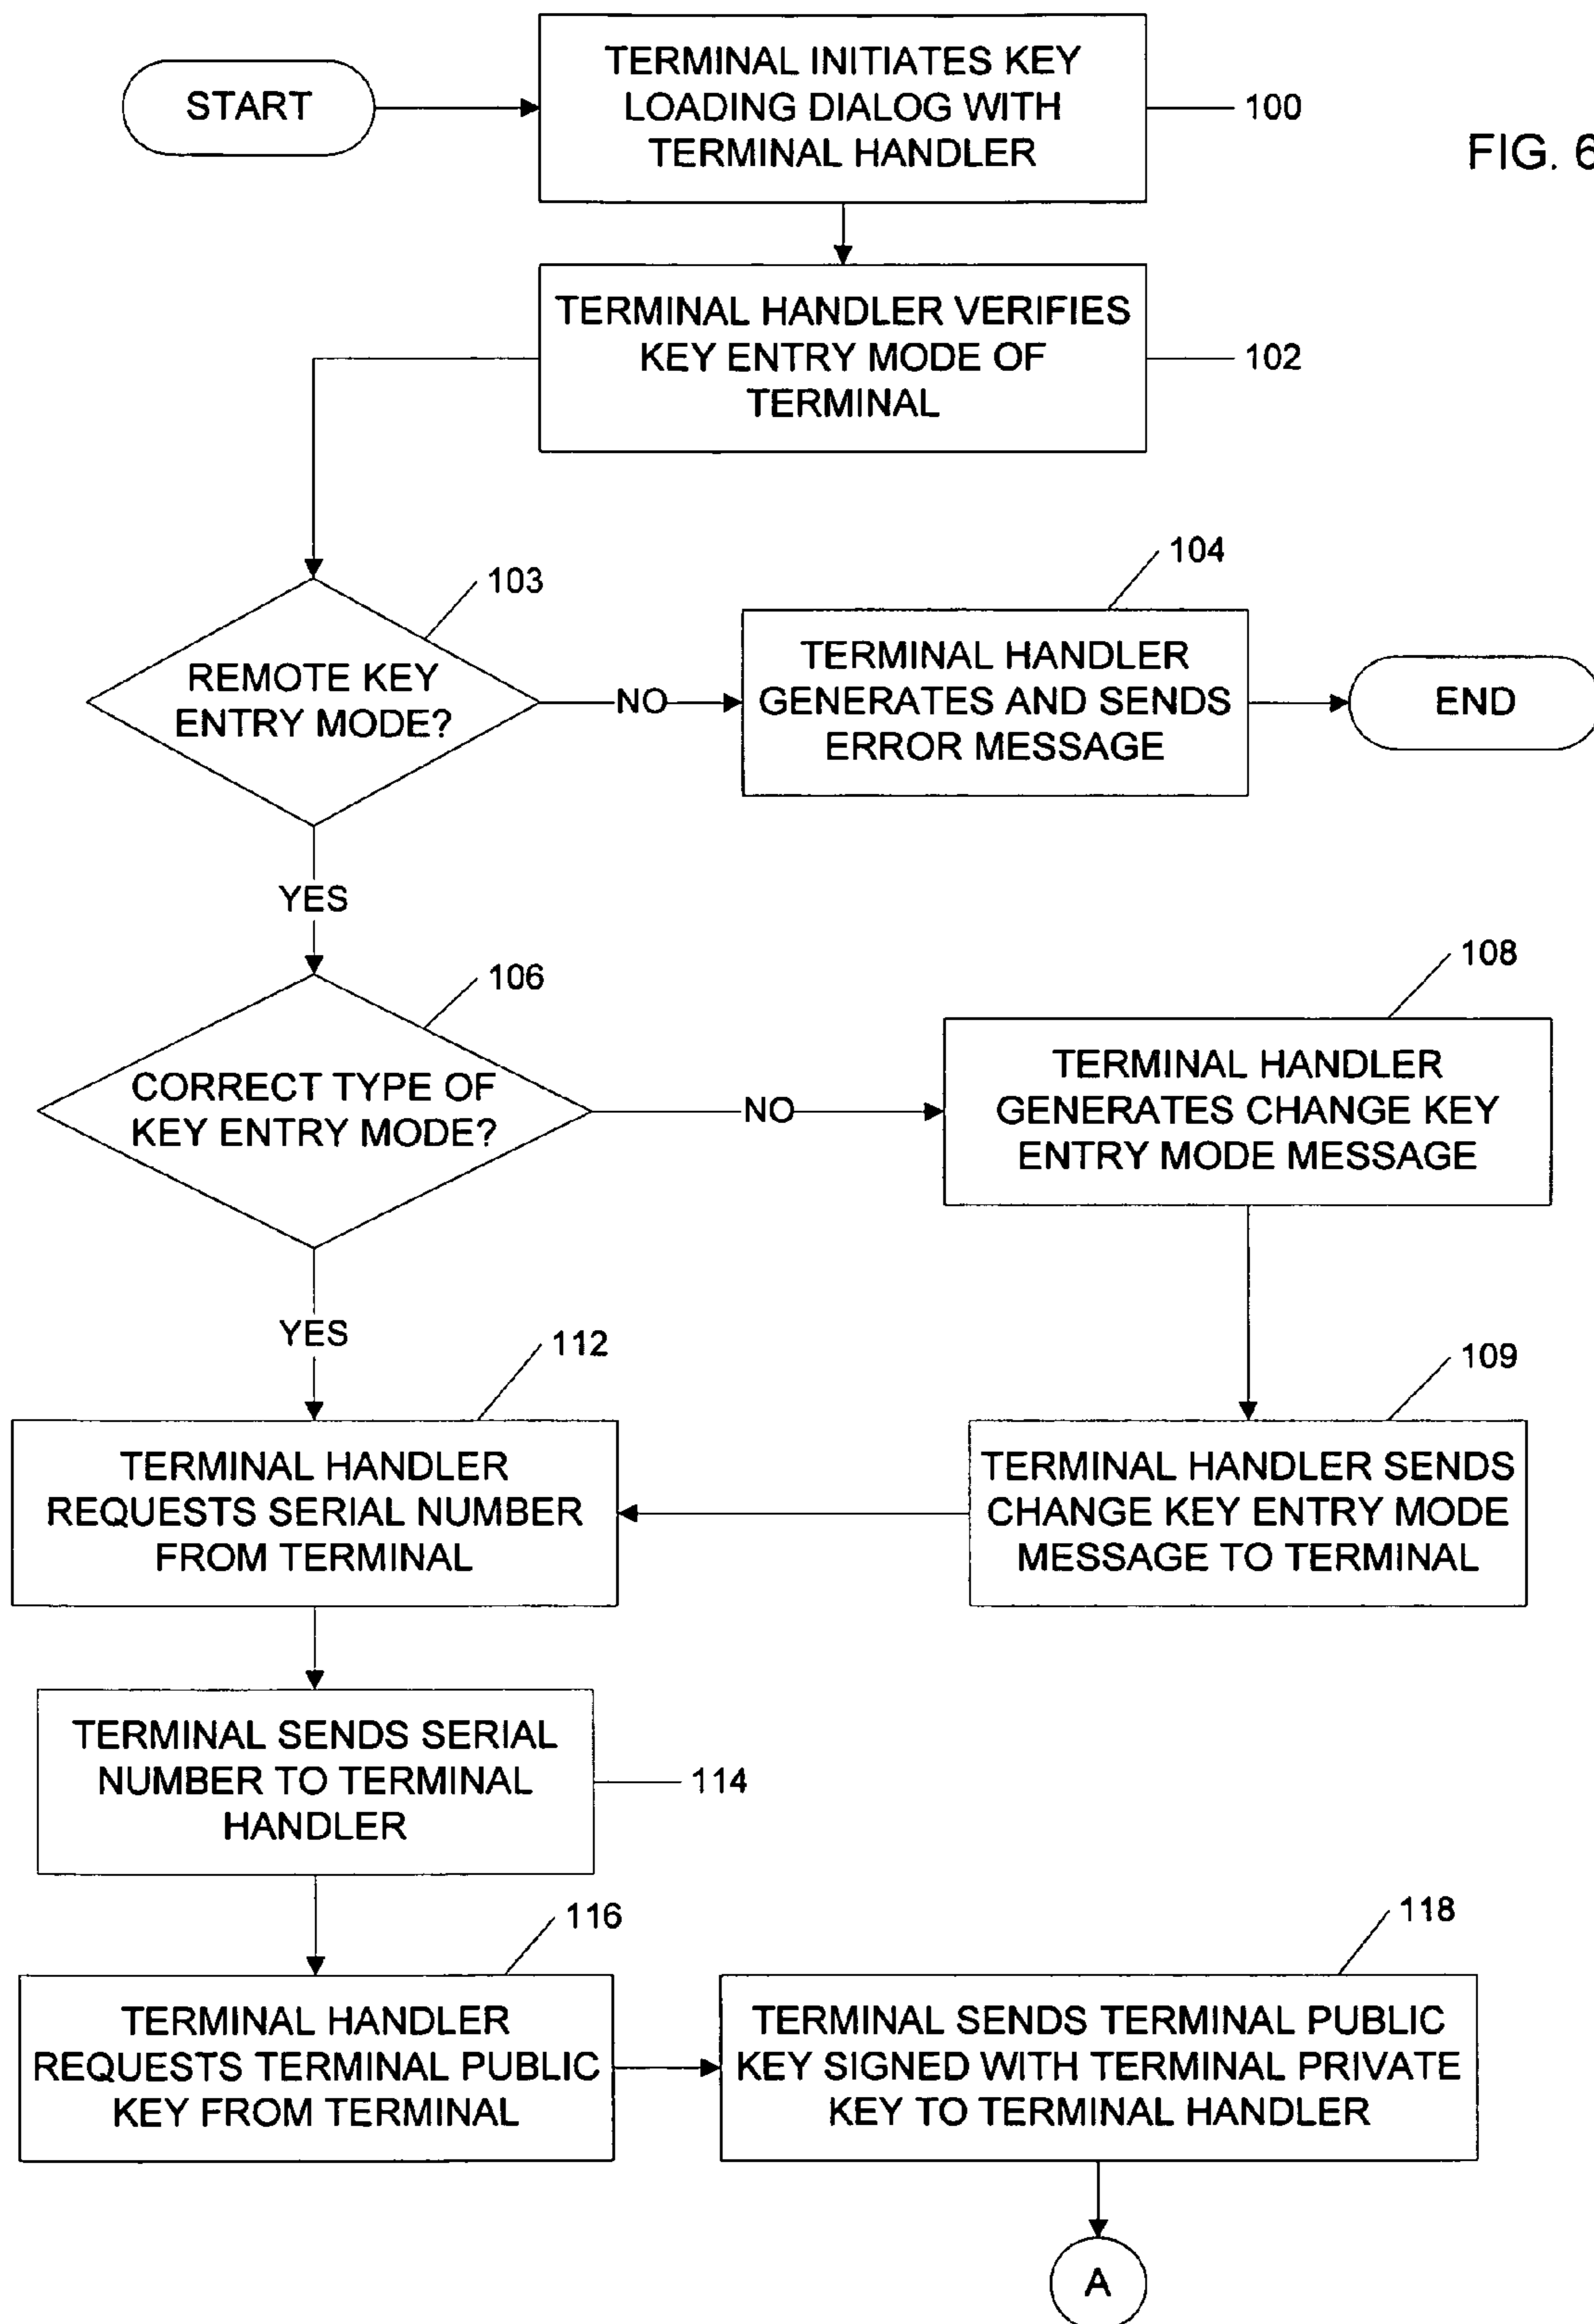 START
TERMINAL INITIATES KEY
LOADING DIALOG WITH
TERMINAL HANDLER
100
FIG. 6
TERMINAL HANDLER VERIFIES
KEY ENTRY MODE OF
TERMINAL
102
103
REMOTE KEY
ENTRY MODE?
NO
104
TERMINAL HANDLER
GENERATES AND SENDS
ERROR MESSAGE
END
YES
106
CORRECT TYPE OF
KEY ENTRY MODE?
NO
108
TERMINAL HANDLER
GENERATES CHANGE KEY
ENTRY MODE MESSAGE
YES
112
TERMINAL HANDLER
REQUESTS SERIAL NUMBER
FROM TERMINAL
109
TERMINAL HANDLER SENDS
CHANGE KEY ENTRY MODE
MESSAGE TO TERMINAL
TERMINAL SENDS SERIAL
NUMBER TO TERMINAL
HANDLER
114
116
TERMINAL HANDLER
REQUESTS TERMINAL PUBLIC
KEY FROM TERMINAL
118
TERMINAL SENDS TERMINAL PUBLIC
KEY SIGNED WITH TERMINAL PRIVATE
KEY TO TERMINAL HANDLER
A